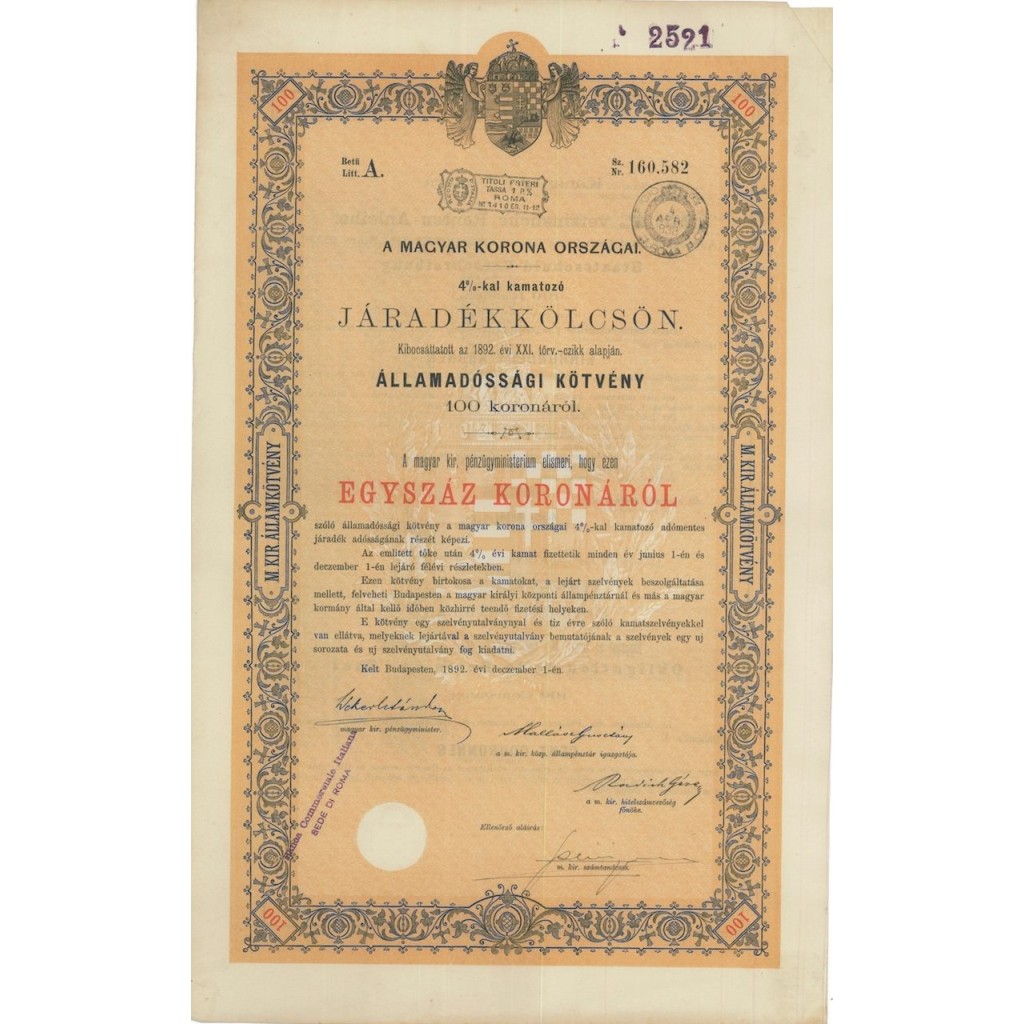 2521
100
100
Betü
Litt. A.
Sz.
Nr. 160.582
TITOLI ESTERI
TASSA 1 P.%
ROMA
A MAGYAR KORONA ORSZÁGAI.
4%-kal kamatozó
JÁRADÉKKÖLCSÖN.
Kibocsáttatott az 1892. évi XXI. törv.-czikk alapján.
ÁLLAMADÓSSÁGI KÖTVÉNY
100 koronáról.
A magyar kir. pénzügyministerium elismeri, hogy ezen
EGYSZÁZ KORONÁRÓL
szóló államadóssági kötvény a magyar korona országai 4%-kal kamatozó adómentes
járadék adósságának részét képezi.
Az emlitett tőke után 4% évi kamat fizettetik minden év junius 1-én és
deczember 1-én lejáró félévi részletekben.
Ezen kötvény birtokosa a kamatokat, a lejárt szelvények beszolgáltatása
mellett, felveheti Budapesten a magyar királyi központi állampénztárnál és más a magyar
kormány által kellő időben közhirré teendő fizetési helyeken.
E kötvény egy szelvényutalványnyal és tiz évre szóló kamatszelvényekkel
van ellátva, melyeknek lejártával a szelvényutalvány bemutatójának a szelvények egy uj
sorozata és uj szelvényutalvány fog kiadatni.
Kelt Budapesten, 1892. évi deczember 1-én.
M. KIR. ÁLLAMKÖTVÉNY
M. KIR. ÁLLAMKÖTVÉNY
magyar kir. pénzügyminister.
a m. kir. közp. állampénztár igazgatója.
a m. kir. hitelszámvevőség
főnöke.
Ellenőrző aláirás:
m. kir. számtanácsos.
Banca Commerciale Italiana
SEDE DI ROMA
100
100